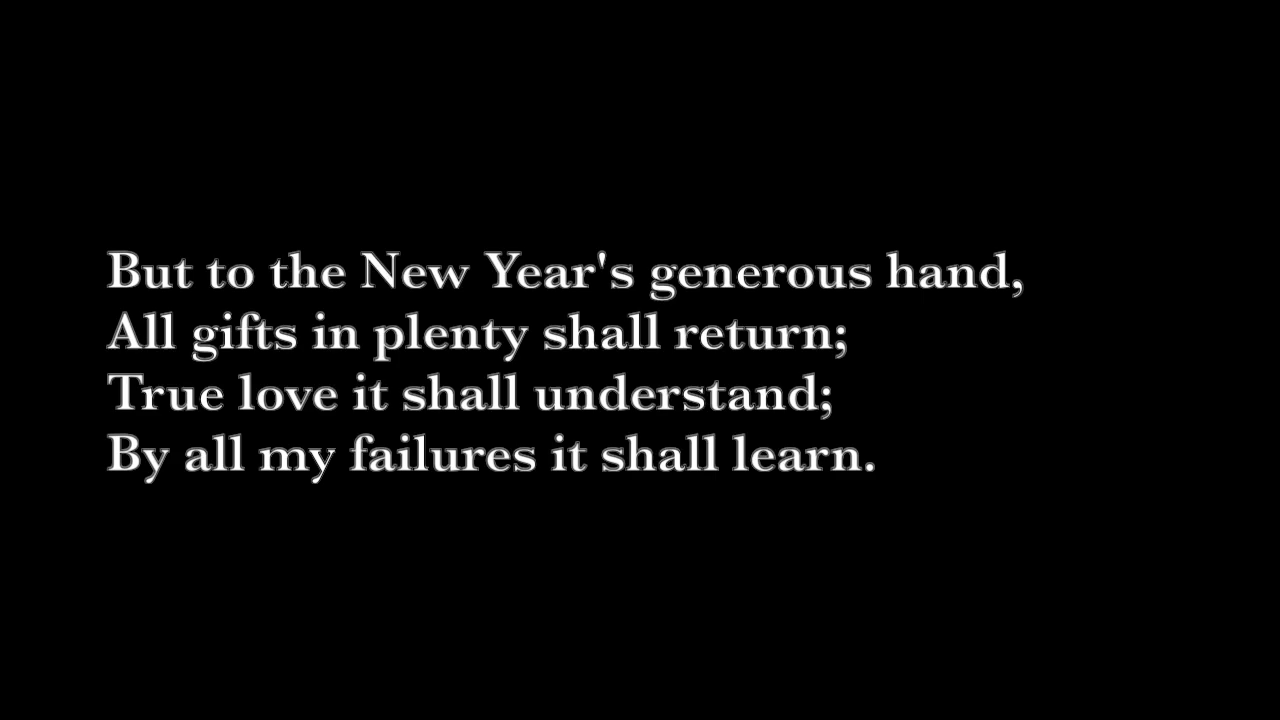 But to the New Year's generous hand,
All gifts in plenty shall return;
True love it shall understand;
By all my failures it shall learn.